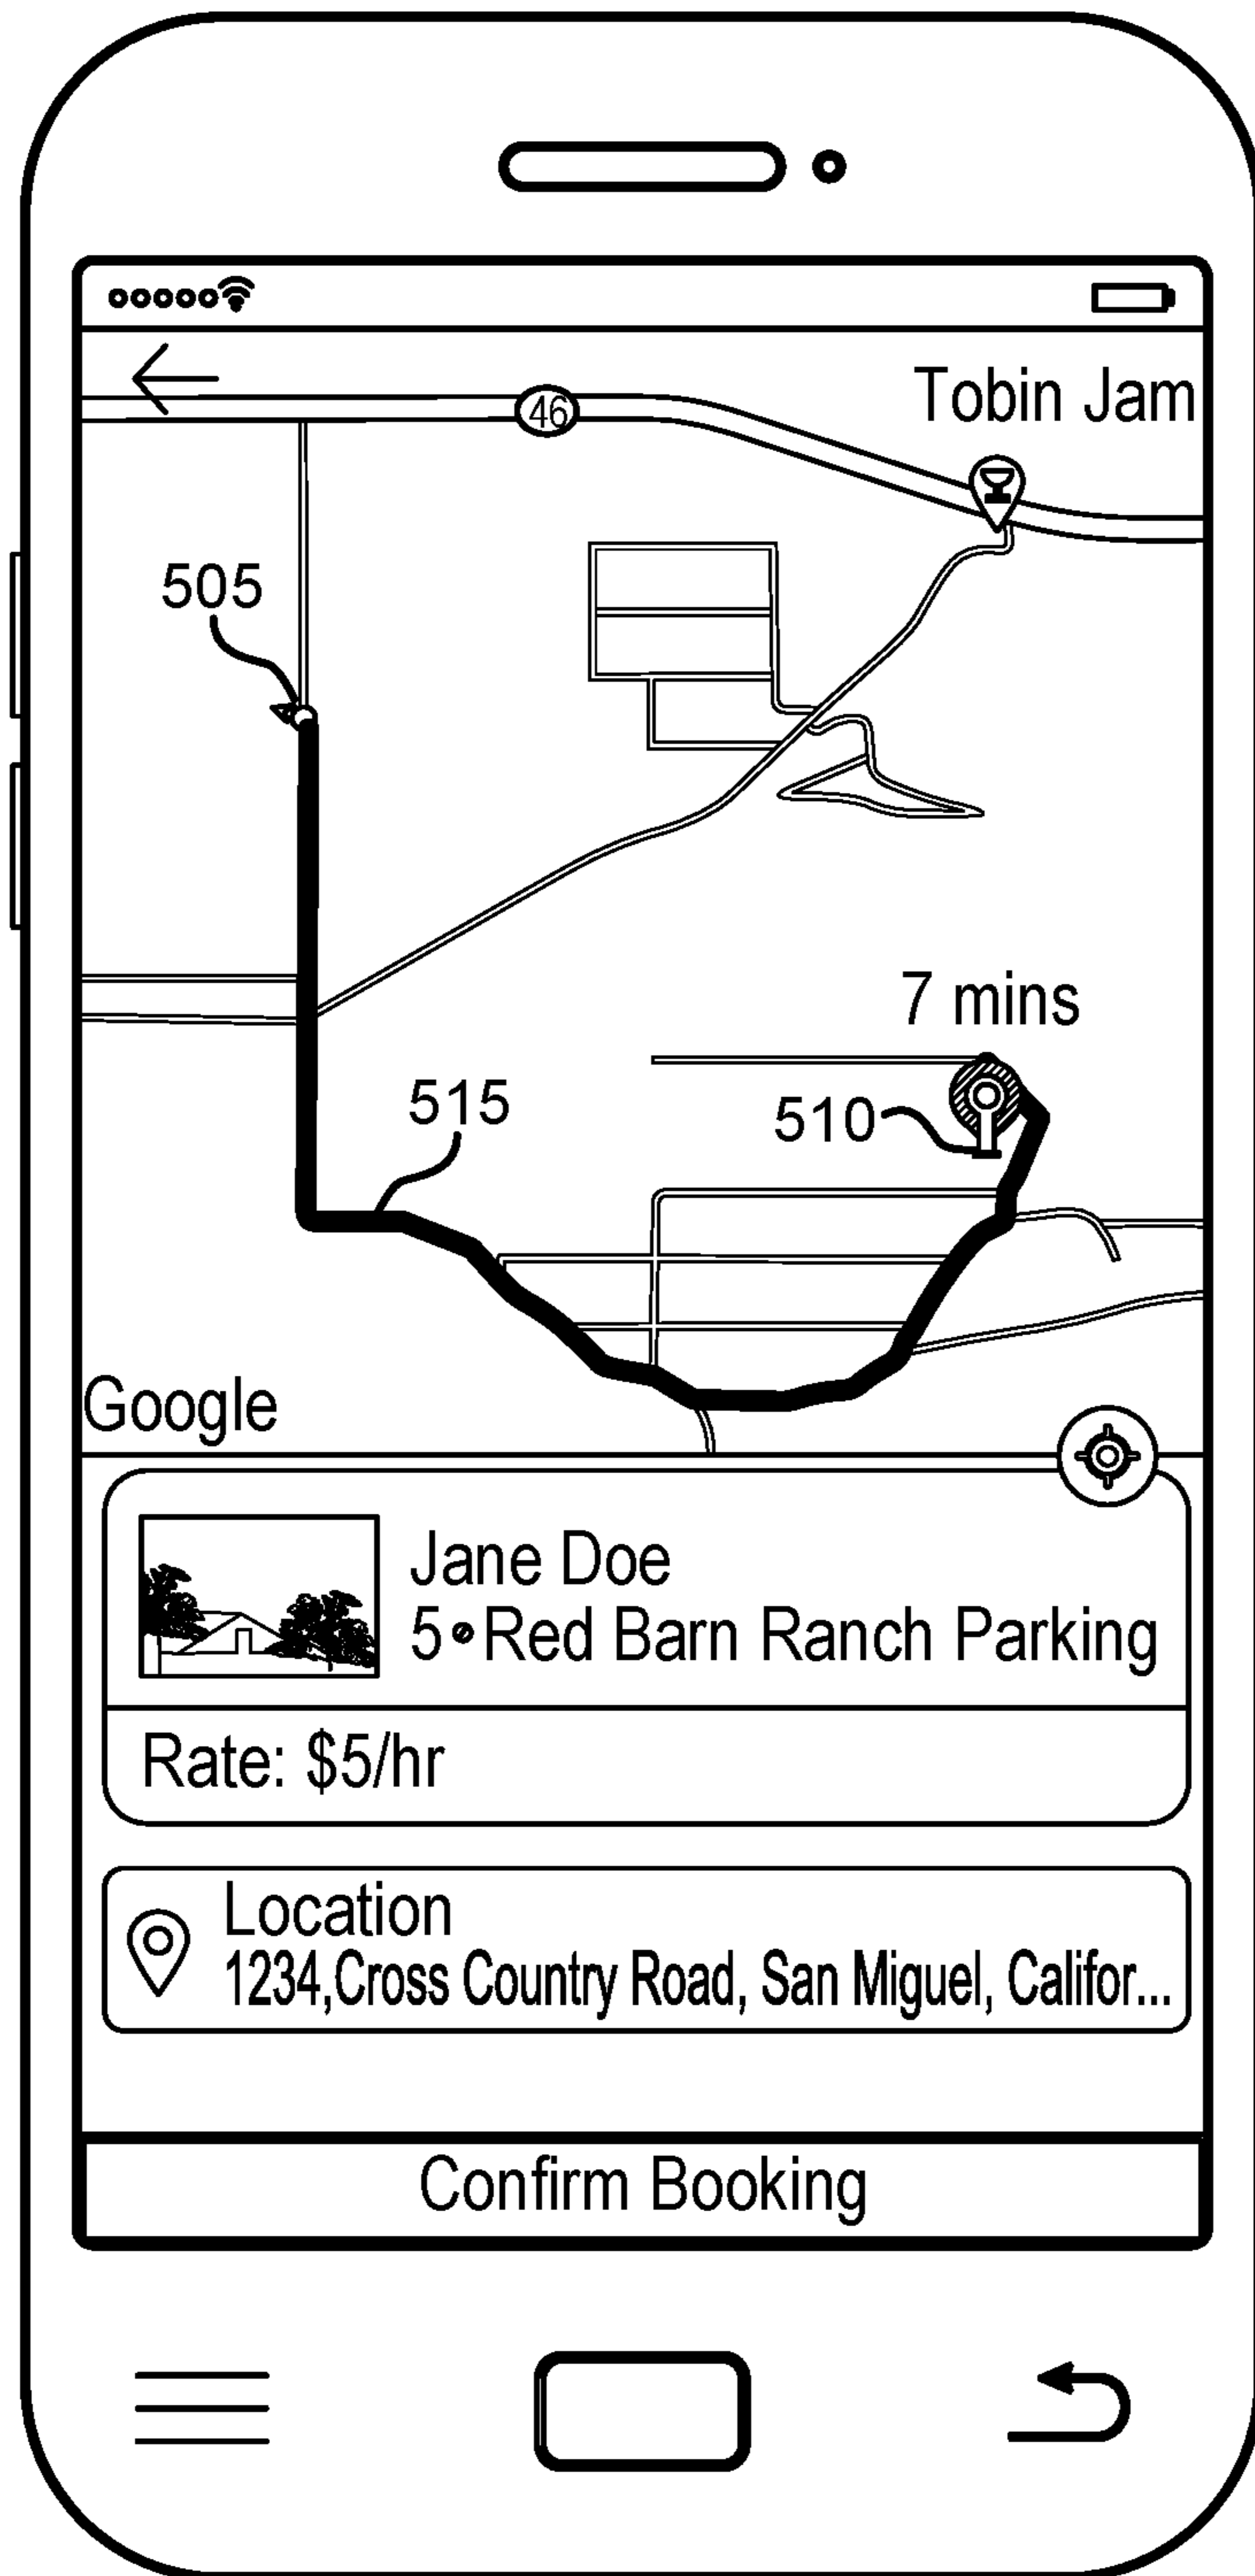 Tobin Jam
46
505
7 mins
515
510
Google
Jane Doe
5•Red Barn Ranch Parking
Rate: $5/hr
Location
1234,Cross Country Road, San Miguel, Califor...
Confirm Booking